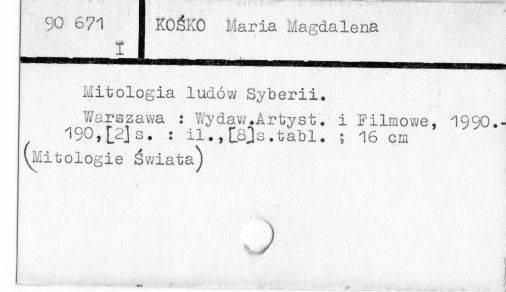 90 671
I
KOŚKO Maria Magdalena
Mitologia ludów Syberii.
Warszawa : Wydaw.Artyst. i Filmowe, 1990.-
190,[2]s. : il.,[8]s.tabl. ; 16 cm
(Mitologie Świata)